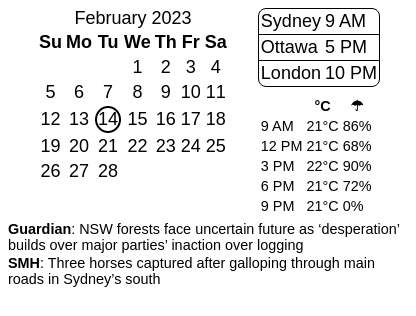 February 2023
Su Mo Tu We Th Fr Sa
1 2 3 4
5 6 7 8 9 10 11
12 13 14 15 16 17 18
19 20 21 22 23 24 25
26 27 28
Sydney 9 AM
Ottawa 5 PM
London 10 PM
°C ☂
9 AM 21°C 86%
12 PM 21°C 68%
3 PM 22°C 90%
6 PM 21°C 72%
9 PM 21°C 0%
Guardian: NSW forests face uncertain future as ‘desperation’
builds over major parties’ inaction over logging
SMH: Three horses captured after galloping through main
roads in Sydney’s south